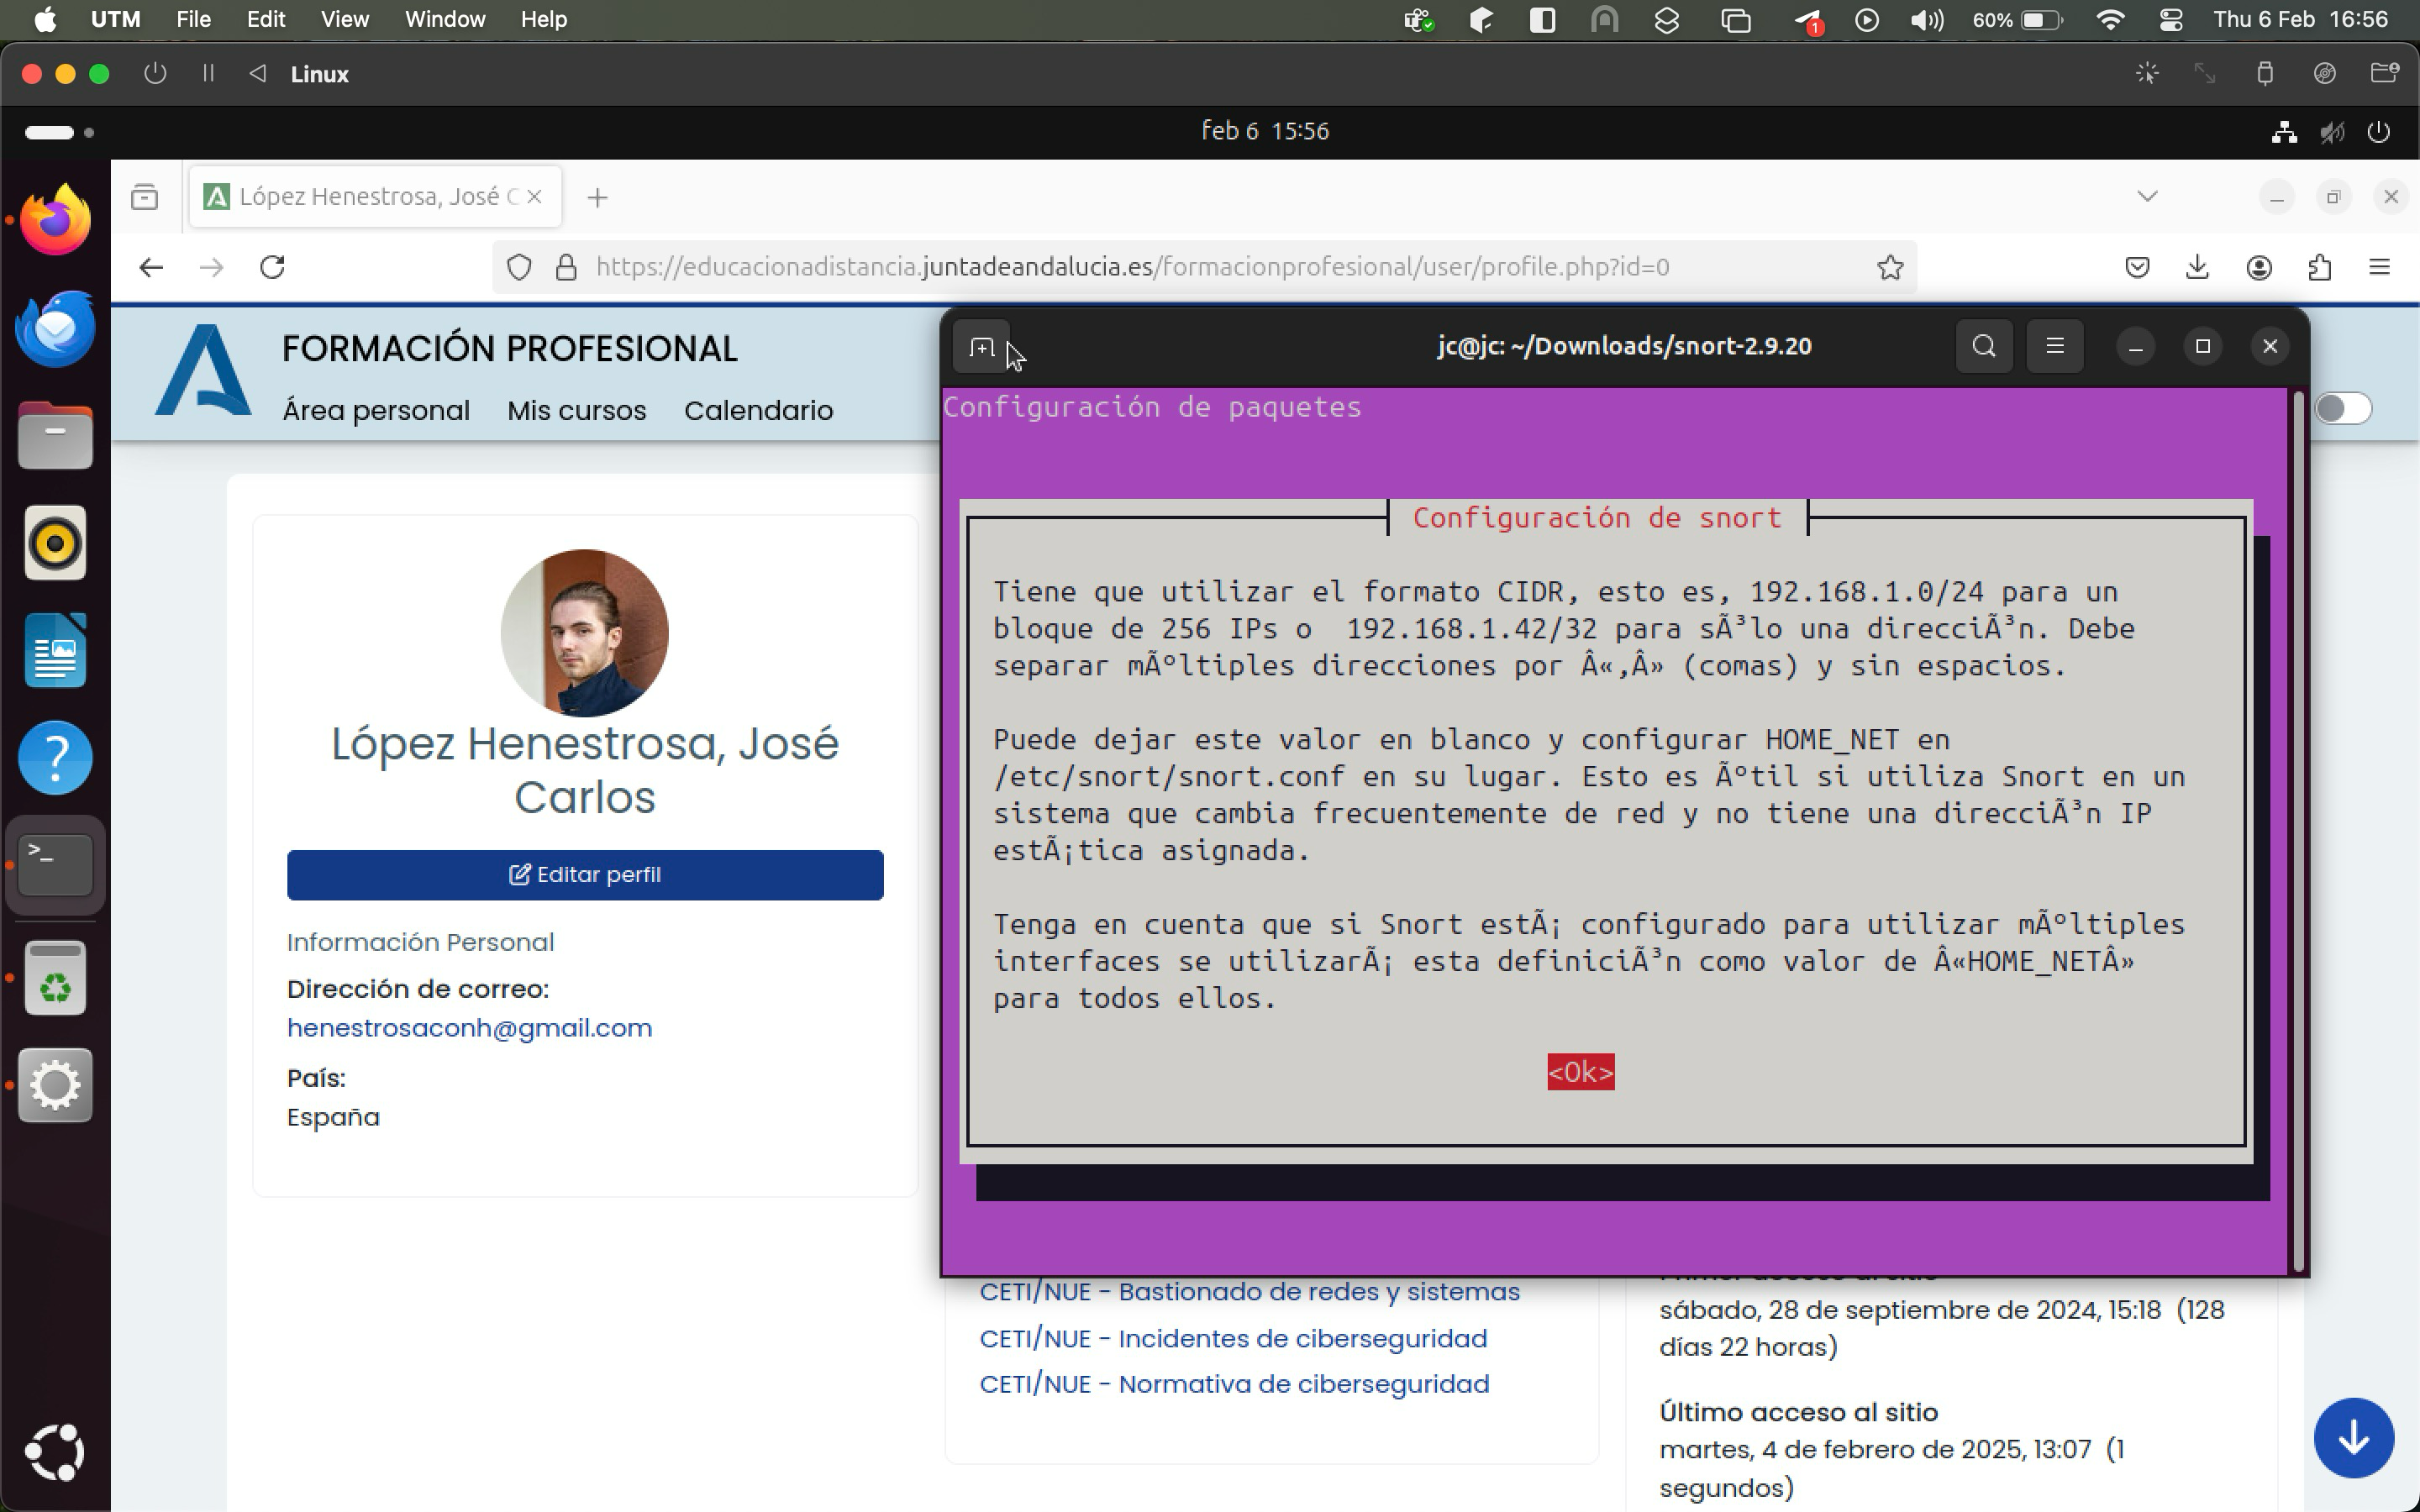 UTM File Edit View Window Help
1
60%
Thu 6 Feb 16:56
Linux
feb 6 15:56
López Henestrosa, José C
https://educacionadistancia.juntadeandalucia.es/formacionprofesional/user/profile.php?id=0
FORMACIÓN PROFESIONAL
Área personal Mis cursos Calendario
López Henestrosa, José
Carlos
Editar perfil
Información Personal
Dirección de correo:
henestrosaconh@gmail.com
País:
España
jc@jc: ~/Downloads/snort-2.9.20
Configuración de paquetes
Configuración de snort
Tiene que utilizar el formato CIDR, esto es, 192.168.1.0/24 para un
bloque de 256 IPs o  192.168.1.42/32 para sÃ³lo una direcciÃ³n. Debe
separar mÃºltiples direcciones por Â«,Â» (comas) y sin espacios.
Puede dejar este valor en blanco y configurar HOME_NET en
/etc/snort/snort.conf en su lugar. Esto es Ãºtil si utiliza Snort en un
sistema que cambia frecuentemente de red y no tiene una direcciÃ³n IP
estÃ¡tica asignada.
Tenga en cuenta que si Snort estÃ¡ configurado para utilizar mÃºltiples
interfaces se utilizarÃ¡ esta definiciÃ³n como valor de Â«HOME_NETÂ»
para todos ellos.
<Ok>
CETI/NUE - Bastionado de redes y sistemas
CETI/NUE - Incidentes de ciberseguridad
CETI/NUE - Normativa de ciberseguridad
sábado, 28 de septiembre de 2024, 15:18 (128
días 22 horas)
Último acceso al sitio
martes, 4 de febrero de 2025, 13:07 (1
segundos)